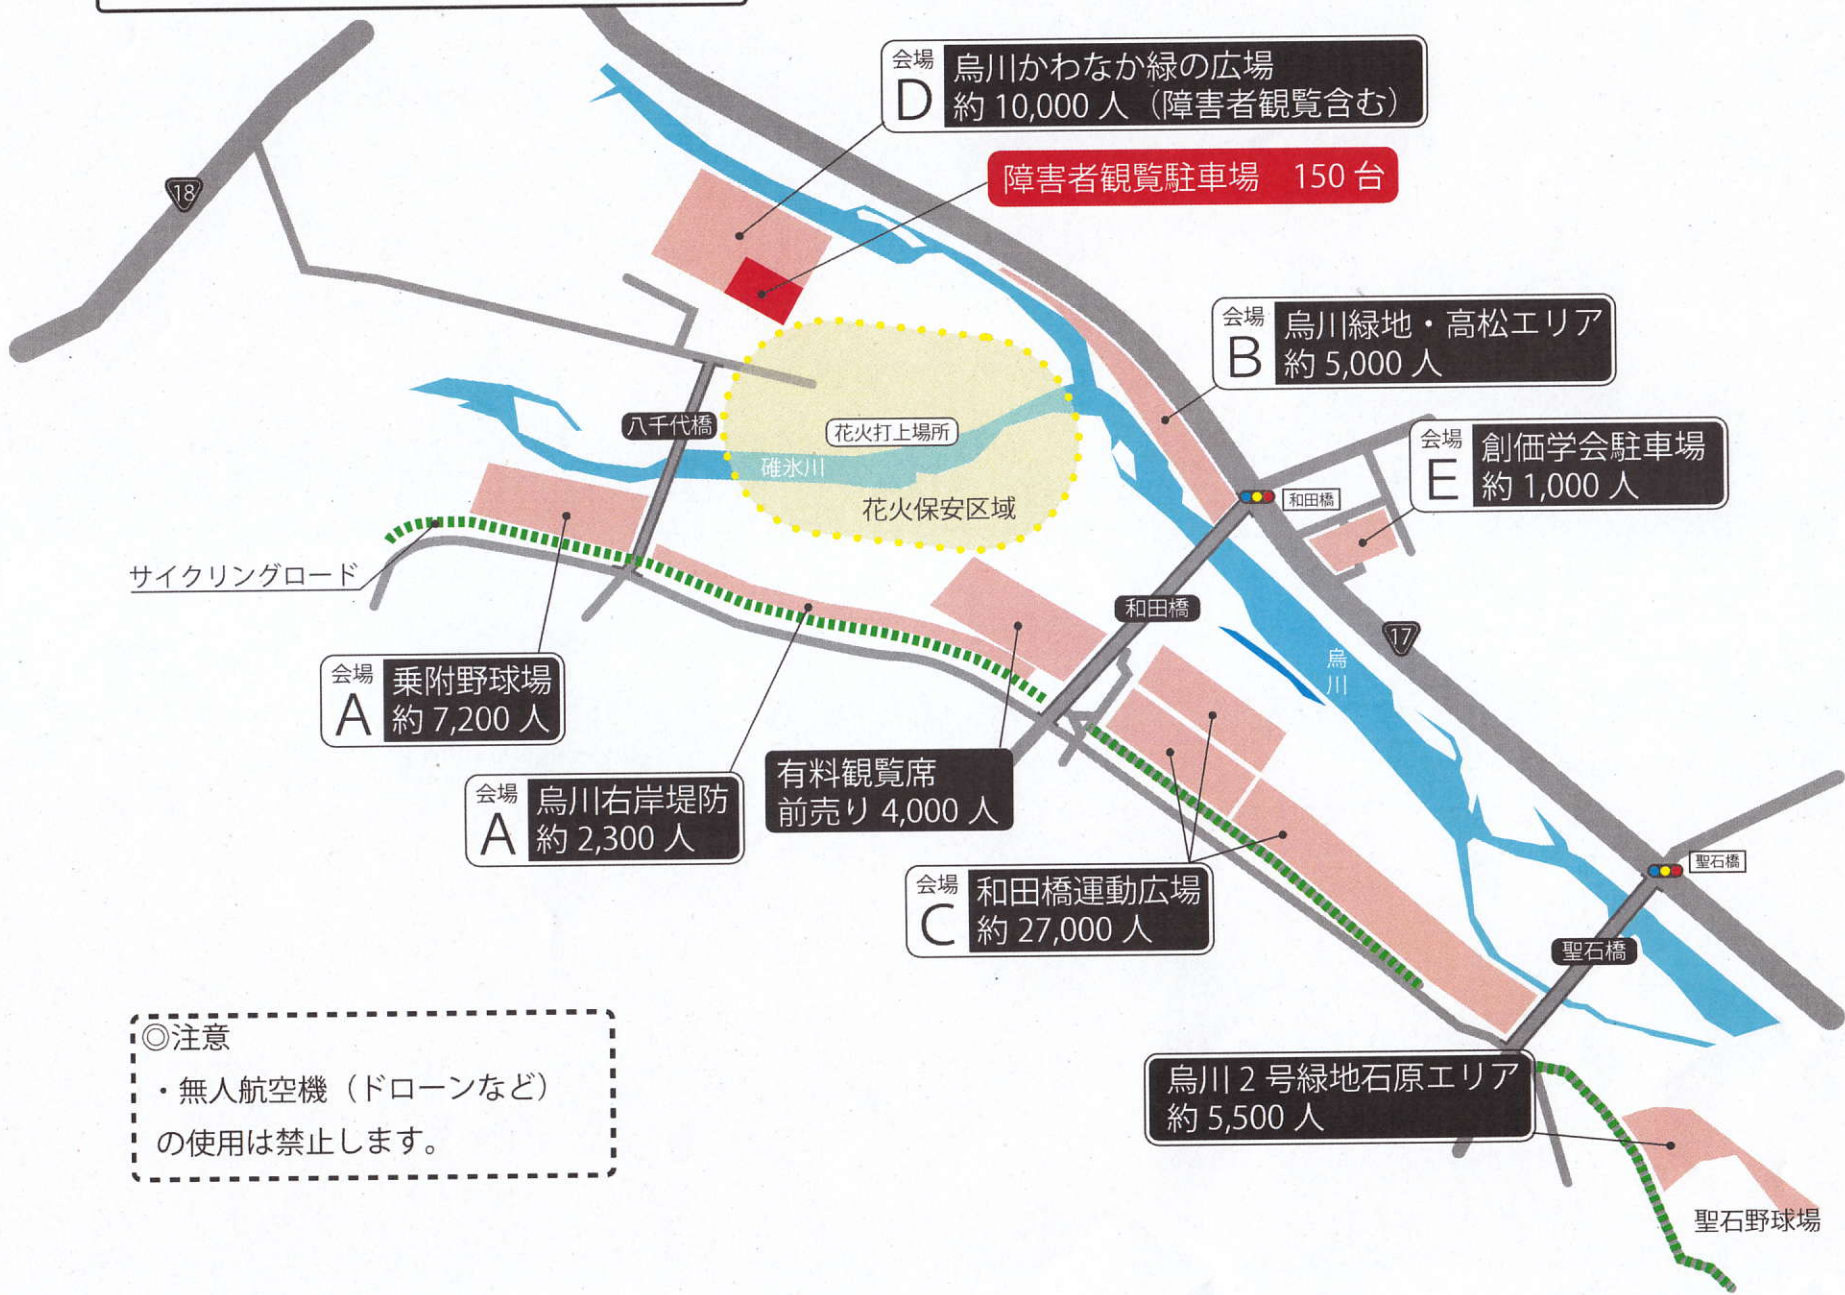 会場
D
烏川かわなか緑の広場
約 10,000 人（障害者観覧含む）
障害者観覧駐車場　150 台
18
会場
B
烏川緑地・高松エリア
約 5,000 人
八千代橋
花火打上場所
碓氷川
花火保安区域
会場
E
創価学会駐車場
約 1,000 人
和田橋
サイクリングロード
和田橋
17
烏川
会場
A
乗附野球場
約 7,200 人
会場
A
烏川右岸堤防
約 2,300 人
有料観覧席
前売り 4,000 人
会場
C
和田橋運動広場
約 27,000 人
聖石橋
聖石橋
◎注意
・無人航空機（ドローンなど）
の使用は禁止します。
烏川 2 号緑地石原エリア
約 5,500 人
聖石野球場